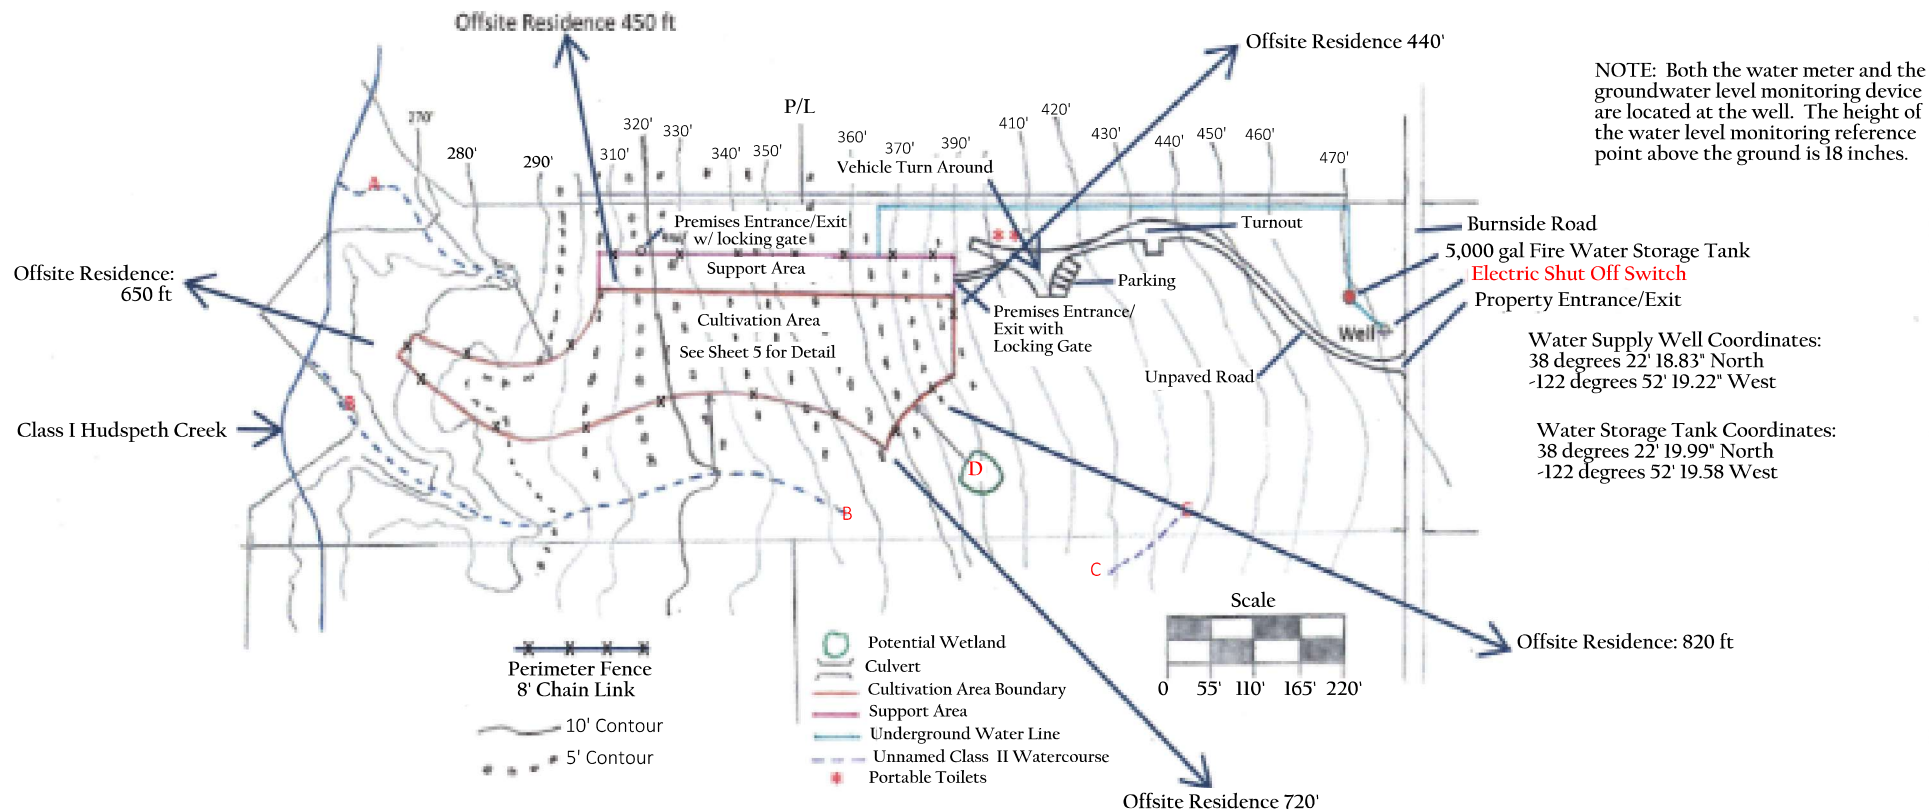 Offsite Residence 450 ft
Offsite Residence 440'
NOTE: Both the water meter and the
groundwater level monitoring device
are located at the well. The height of
the water level monitoring reference
point above the ground is 18 inches.
P/L
270'
280'
290'
310'
320'
330'
340'
350'
360'
370'
390'
410'
420'
430'
440'
450'
460'
470'
Vehicle Turn Around
A
Premises Entrance/Exit
w/ locking gate
Turnout
Burnside Road
5,000 gal Fire Water Storage Tank
Electric Shut Off Switch
Property Entrance/Exit
Support Area
Parking
Offsite Residence:
650 ft
Cultivation Area
See Sheet 5 for Detail
Premises Entrance/
Exit with
Locking Gate
Well
Unpaved Road
Water Supply Well Coordinates:
38 degrees 22' 18.83" North
-122 degrees 52' 19.22" West
B
Class I Hudspeth Creek
Water Storage Tank Coordinates:
38 degrees 22' 19.99" North
-122 degrees 52' 19.58 West
D
B
C
Scale
0 55' 110' 165' 220'
Offsite Residence: 820 ft
Perimeter Fence
8' Chain Link
10' Contour
5' Contour
Potential Wetland
Culvert
Cultivation Area Boundary
Support Area
Underground Water Line
Unnamed Class II Watercourse
Portable Toilets
Offsite Residence 720'